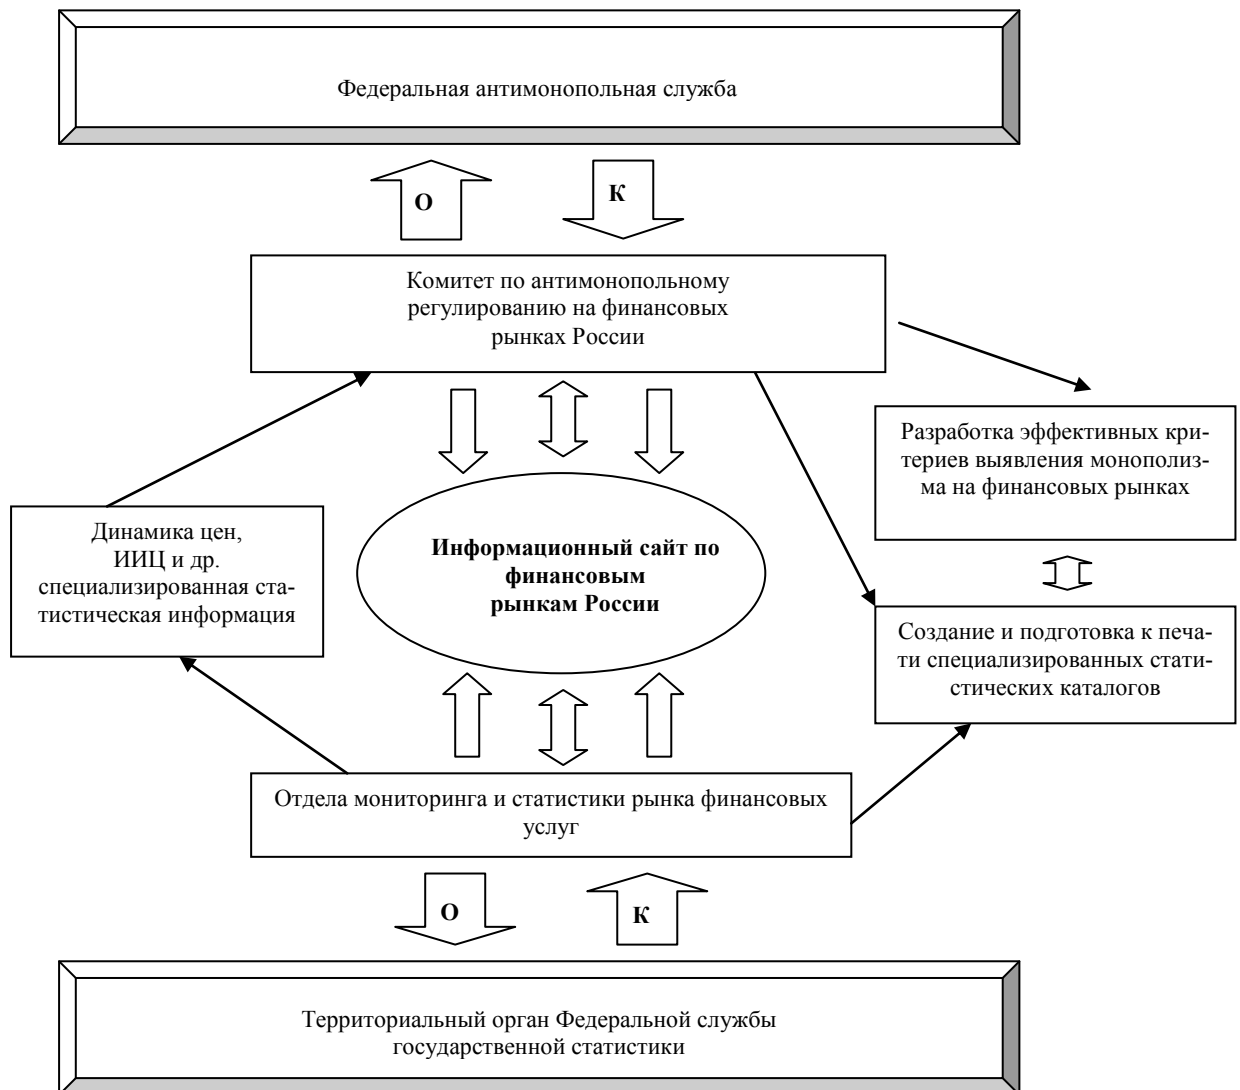 Федеральная антимонопольная служба
О
К
Комитет по антимонопольному
регулированию на финансовых
рынках России
Разработка эффективных кри-
териев выявления монополиз-
ма на финансовых рынках
Динамика цен,
ИИЦ и др.
специализированная ста-
тистическая информация
Информационный сайт по
финансовым
рынкам России
Создание и подготовка к печа-
ти специализированных стати-
стических каталогов
Отдела мониторинга и статистики рынка финансовых
услуг
О
К
Территориальный орган Федеральной службы
государственной статистики